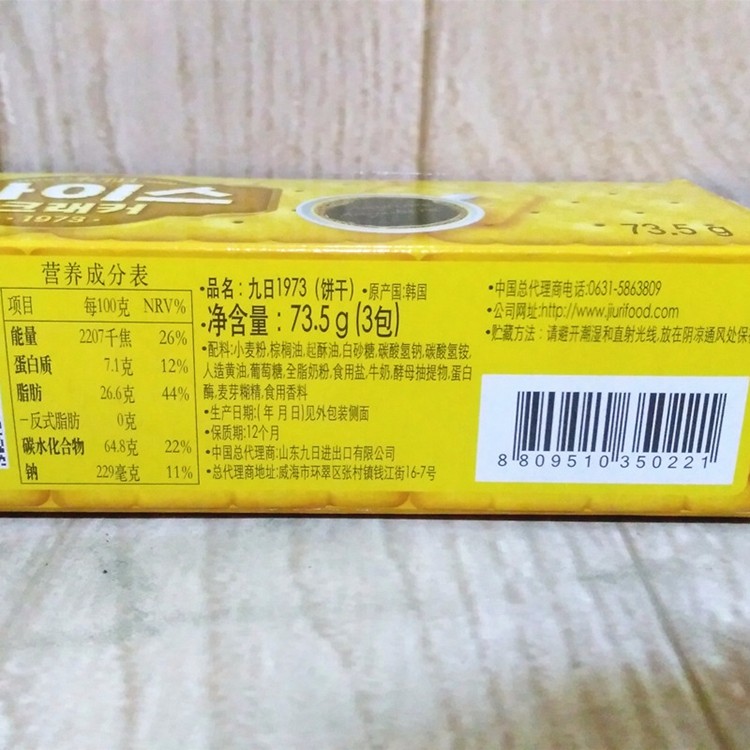 아이스
크래커
·1973·
73.5 g
营养成分表
项目 每100克 NRV%
能量 2207千焦 26%
蛋白质 7.1克 12%
脂肪 26.6克 44%
-反式脂肪 0克
碳水化合物 64.8克 22%
钠 229毫克 11%
·品名：九日1973（饼干）·原产国:韩国
·净含量：73.5 g (3包)
·配料:小麦粉,棕榈油,起酥油,白砂糖,碳酸氢钠,碳酸氢铵,
人造黄油,葡萄糖,全脂奶粉,食用盐,牛奶,酵母抽提物,蛋白
酶,麦芽糊精,食用香料
·生产日期:(年 月 日)见外包装侧面
·保质期:12个月
·中国总代理商:山东九日进出口有限公司
·总代理商地址:威海市环翠区张村镇钱江街16-7号
·中国总代理商电话:0631-5863809
·公司网址:http://www.jiurifood.com
·贮藏方法：请避开潮湿和直射光线,放在阴凉通风处保
8 809510 350221